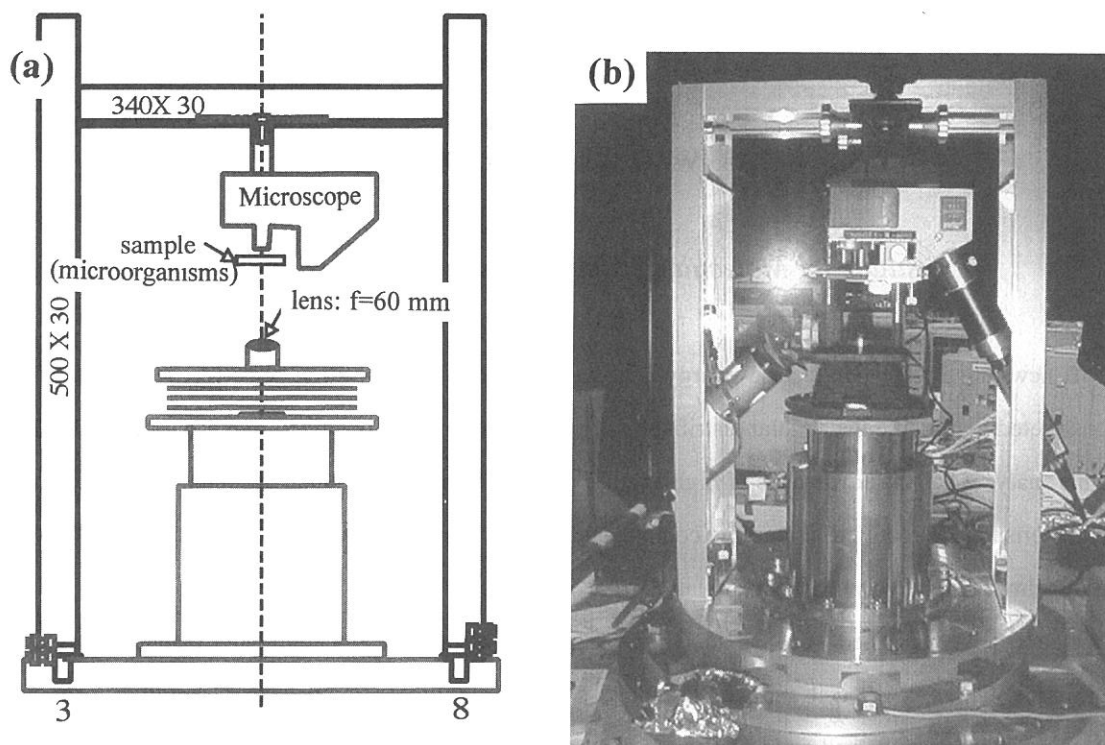 (a)
340X 30
Microscope
sample
(microorganisms)
lens: f=60 mm
500 X 30
3
8
(b)